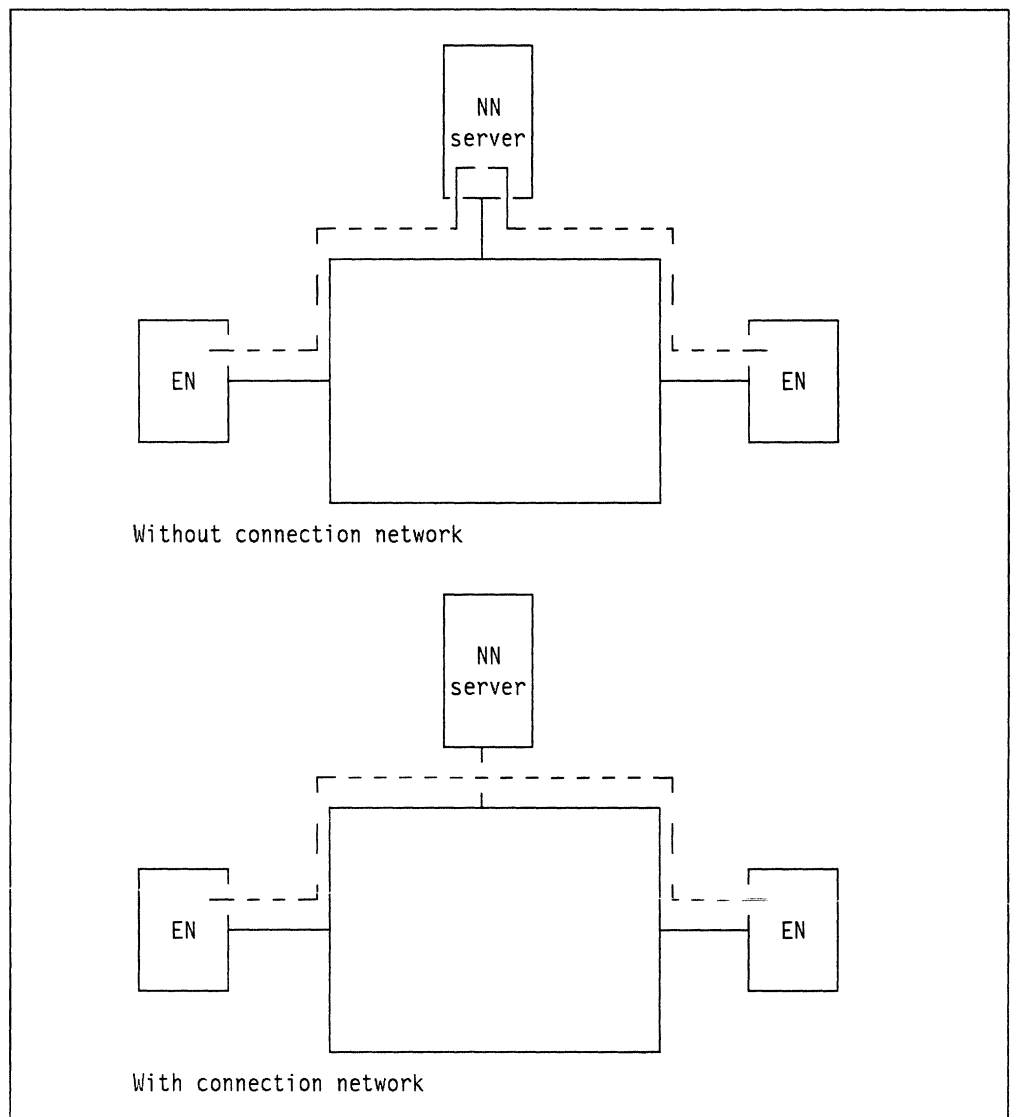 NN
server
EN
EN
Without connection network
NN
server
EN
EN
With connection network